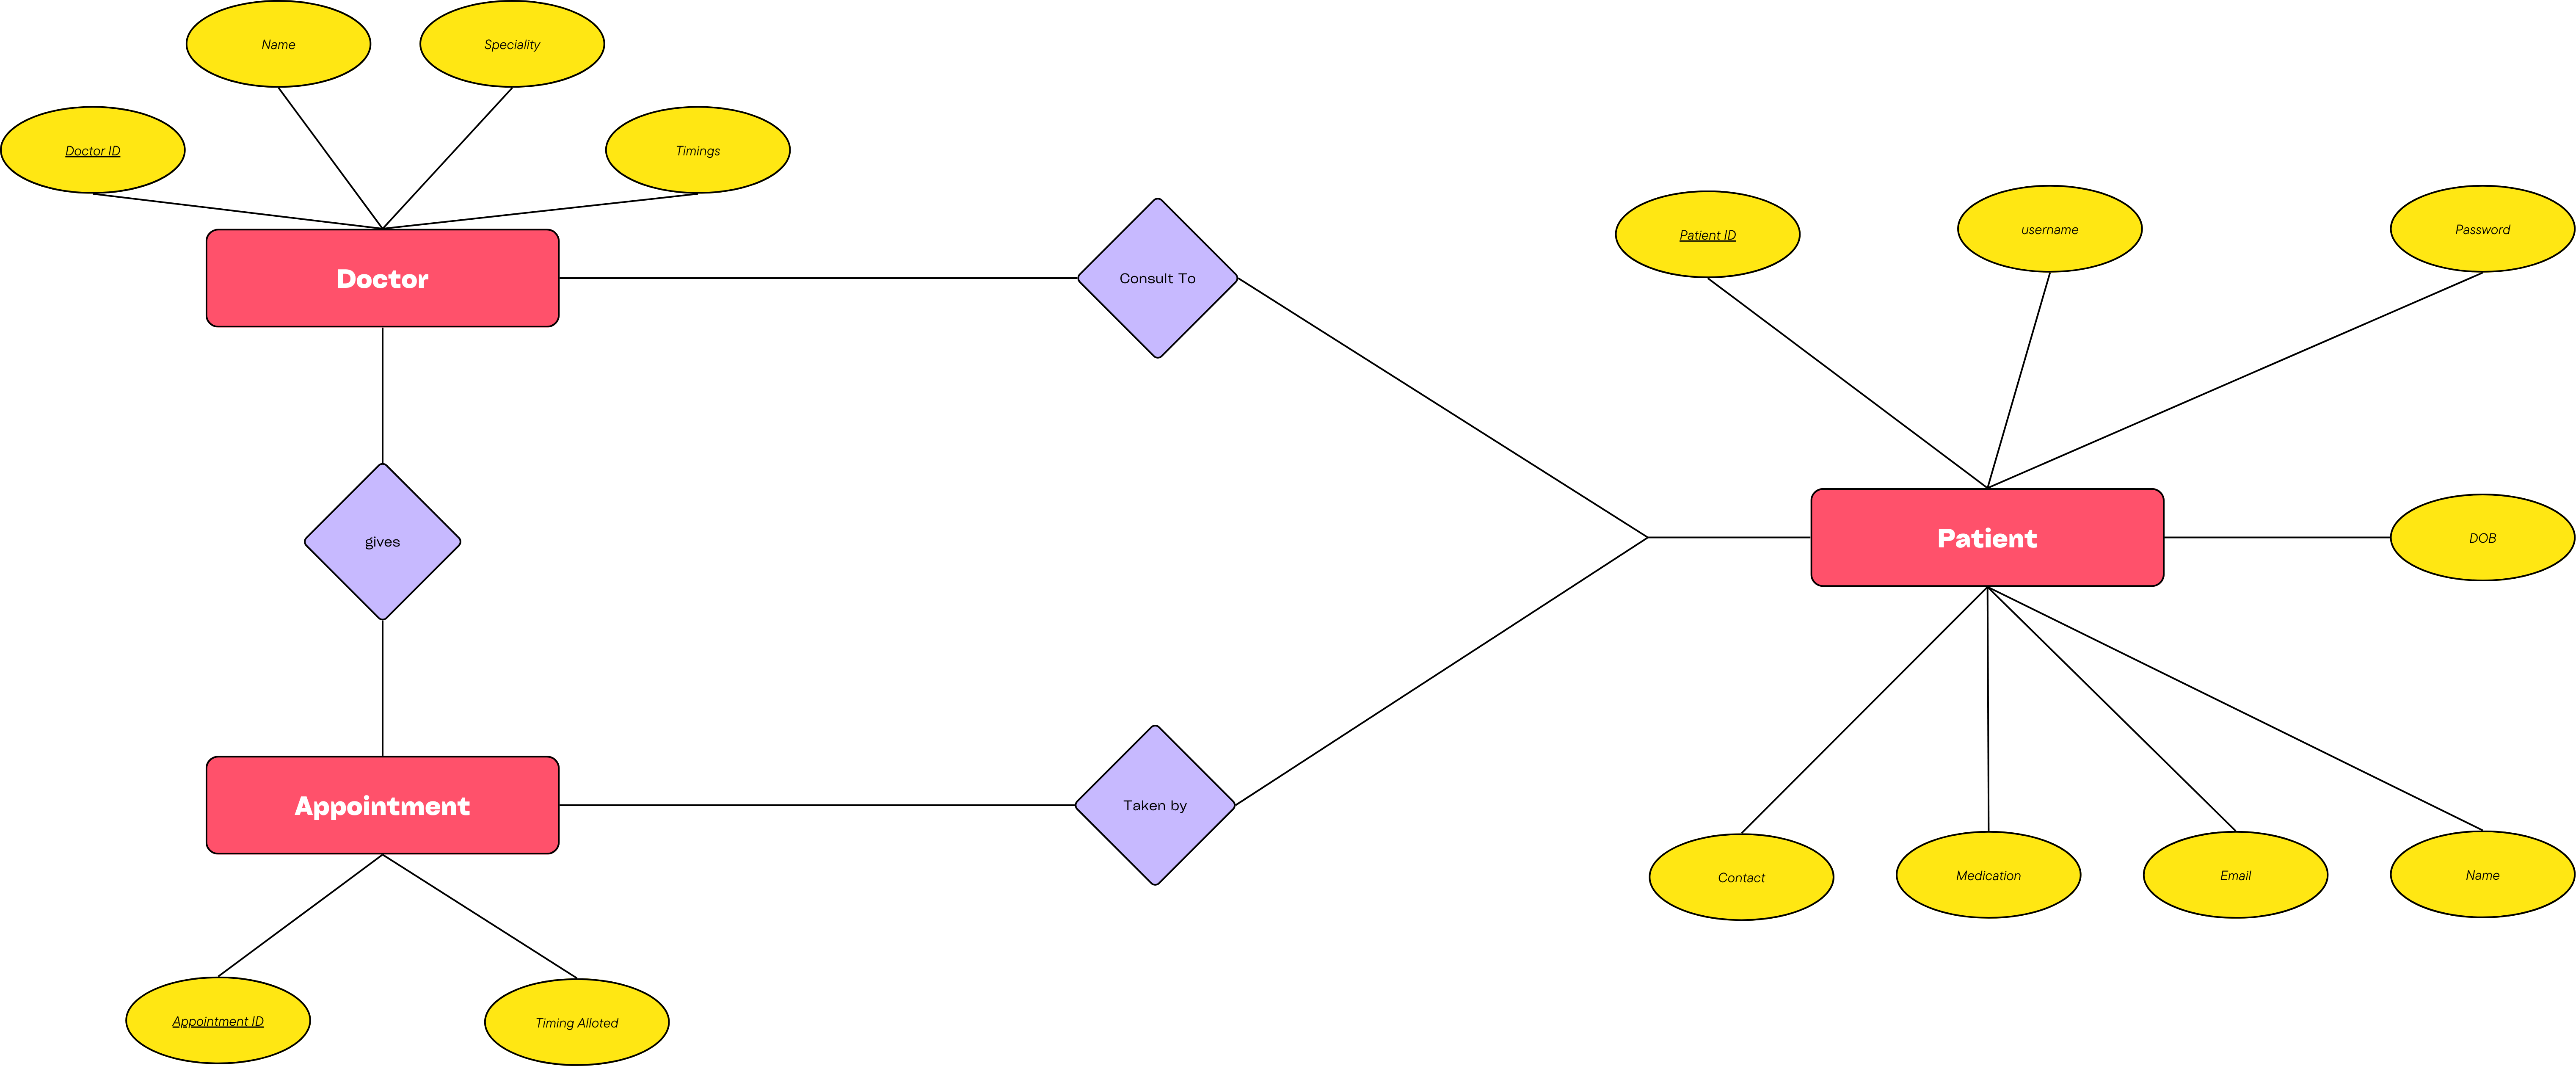 Name
Speciality
Doctor ID
Timings
Patient ID
username
Password
Doctor
Consult To
gives
Patient
DOB
Appointment
Taken by
Contact
Medication
Email
Name
Appointment ID
Timing Alloted